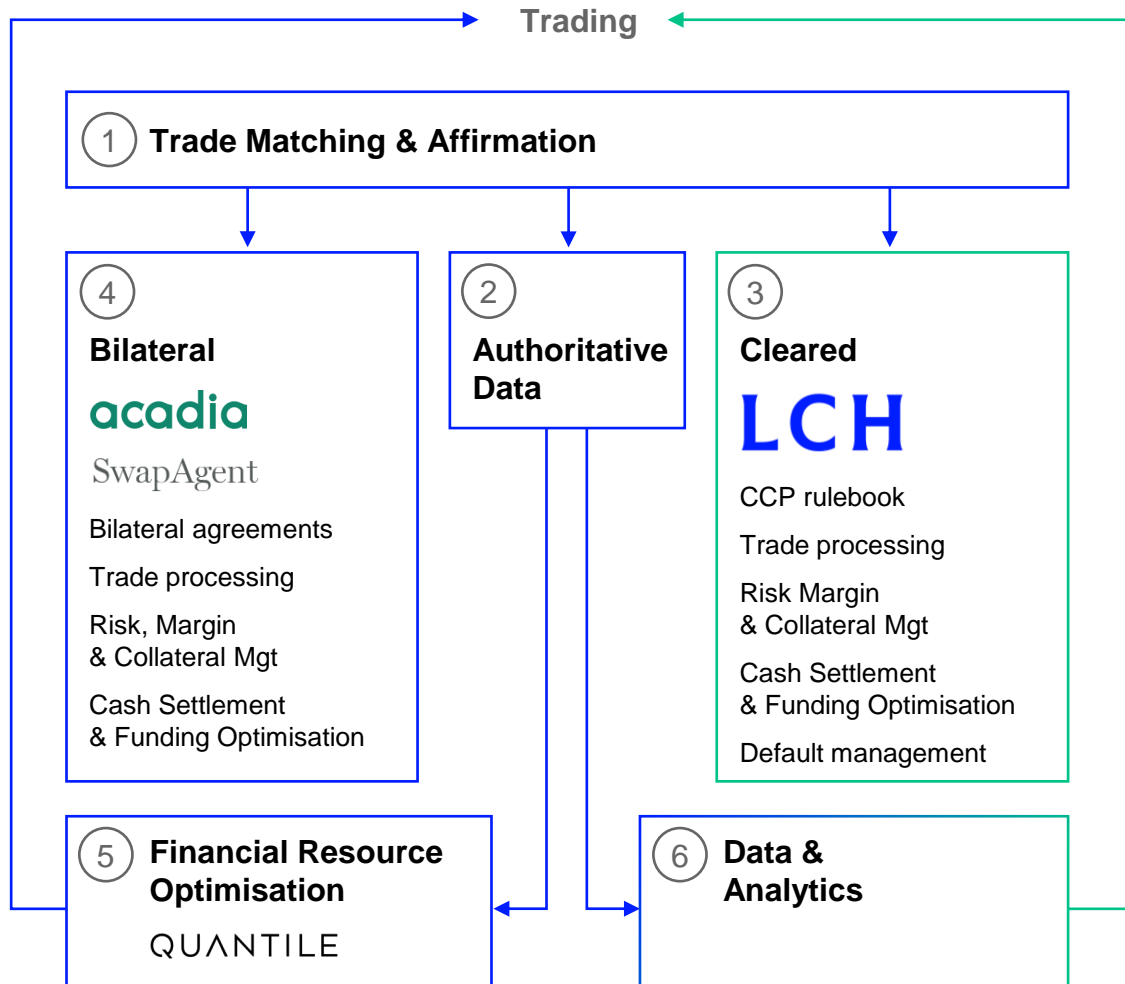 Trading
1 Trade Matching & Affirmation
4
Bilateral
acadia
SwapAgent
Bilateral agreements
Trade processing
Risk, Margin
& Collateral Mgt
Cash Settlement
& Funding Optimisation
2
Authoritative
Data
3
Cleared
LCH
CCP rulebook
Trade processing
Risk Margin
& Collateral Mgt
Cash Settlement
& Funding Optimisation
Default management
5 Financial Resource
Optimisation
QUANTILE
6 Data &
Analytics